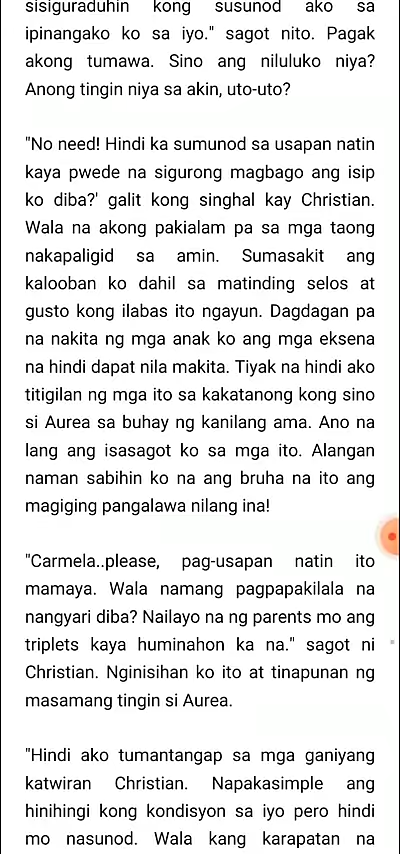 sisiguraduhin kong susunod ako sa
ipinangako ko sa iyo." sagot nito. Pagak
akong tumawa. Sino ang niluluko niya?
Anong tingin niya sa akin, uto-uto?
"No need! Hindi ka sumunod sa usapan natin
kaya pwede na sigurong magbago ang isip
ko diba?' galit kong singhal kay Christian.
Wala na akong pakialam pa sa mga taong
nakapaligid sa amin. Sumasakit ang
kalooban ko dahil sa matinding selos at
gusto kong ilabas ito ngayun. Dagdagan pa
na nakita ng mga anak ko ang mga eksena
na hindi dapat nila makita. Tiyak na hindi ako
titigilan ng mga ito sa kakatanong kong sino
si Aurea sa buhay ng kanilang ama. Ano na
lang ang isasagot ko sa mga ito. Alangan
naman sabihin ko na ang bruha na ito ang
magiging pangalawa nilang ina!
"Carmela..please, pag-usapan natin ito
mamaya. Wala namang pagpapakilala na
nangyari diba? Nailayo na ng parents mo ang
triplets kaya huminahon ka na." sagot ni
Christian. Nginisihan ko ito at tinapunan ng
masamang tingin si Aurea.
"Hindi ako tumantangap sa mga ganiyang
katwiran Christian. Napakasimple ang
hinihingi kong kondisyon sa iyo pero hindi
mo nasunod. Wala kang karapatan na